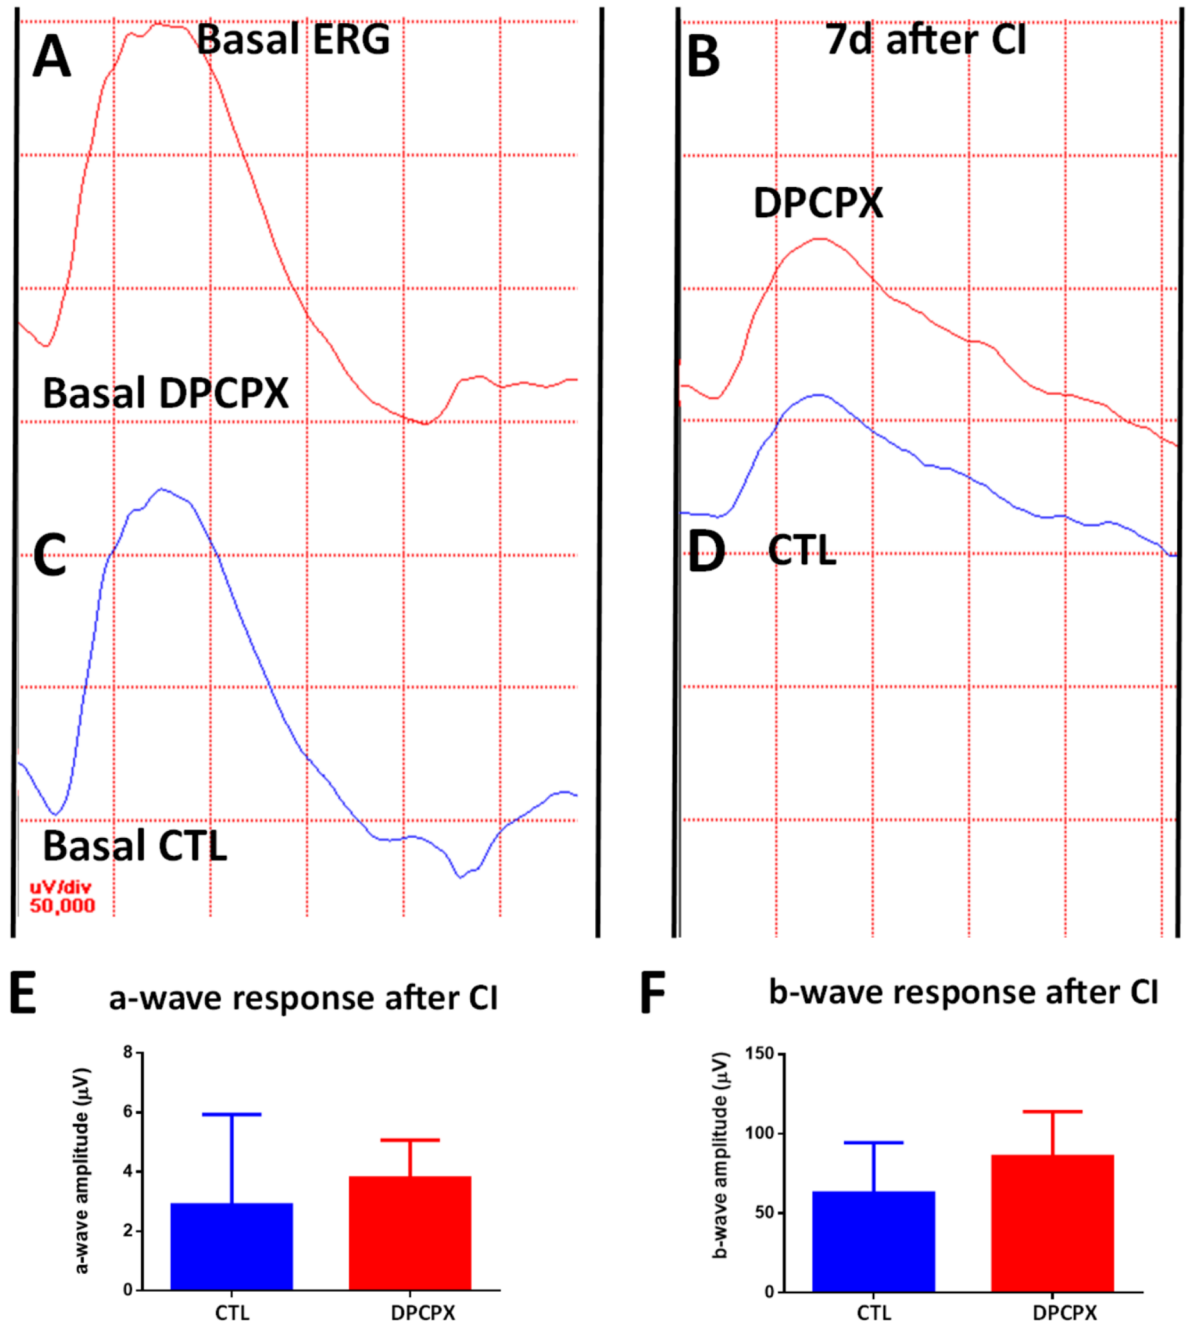 A
Basal ERG
B
7d after CI
DPCPX
Basal DPCPX
C
D
CTL
Basal CTL
uV/div
50,000
E
a-wave response after CI
F
b-wave response after CI
a-wave amplitude (µV)
8
6
4
2
0
CTL
DPCPX
b-wave amplitude (µV)
150
100
50
0
CTL
DPCPX